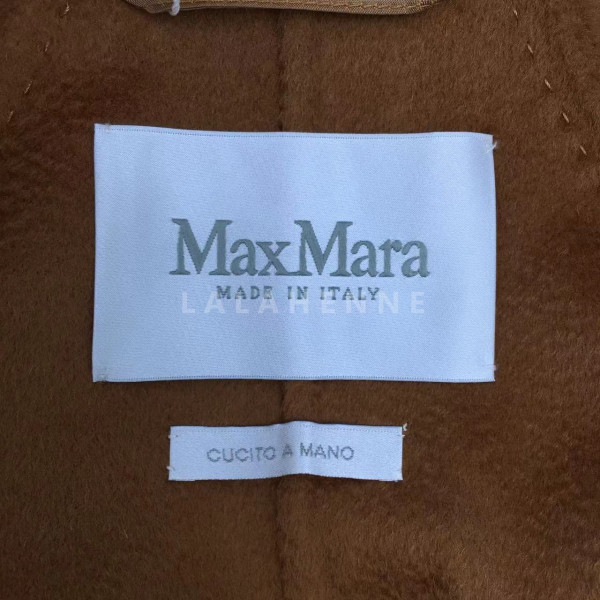 MaxMara
MADE IN ITALY
LALAHENNE
CUCITO A MANO